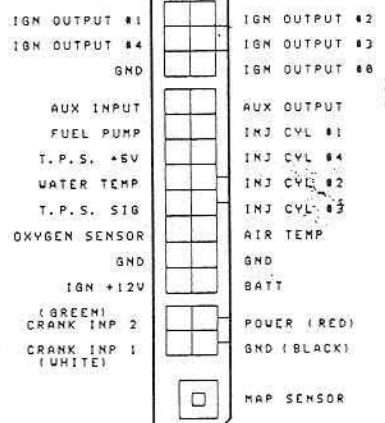 IGN OUTPUT #1
IGN OUTPUT #2
IGN OUTPUT #4
IGN OUTPUT #3
GND
IGN OUTPUT #0
AUX INPUT
AUX OUTPUT
FUEL PUMP
INJ CYL #1
T.P.S. +5V
INJ CYL #4
WATER TEMP
INJ CYL #2
T.P.S. SIG
INJ CYL #3
OXYGEN SENSOR
AIR TEMP
GND
GND
IGN +12V
BATT
(GREEN)
CRANK INP 2
POWER (RED)
CRANK INP 1
(WHITE)
GND (BLACK)
MAP SENSOR